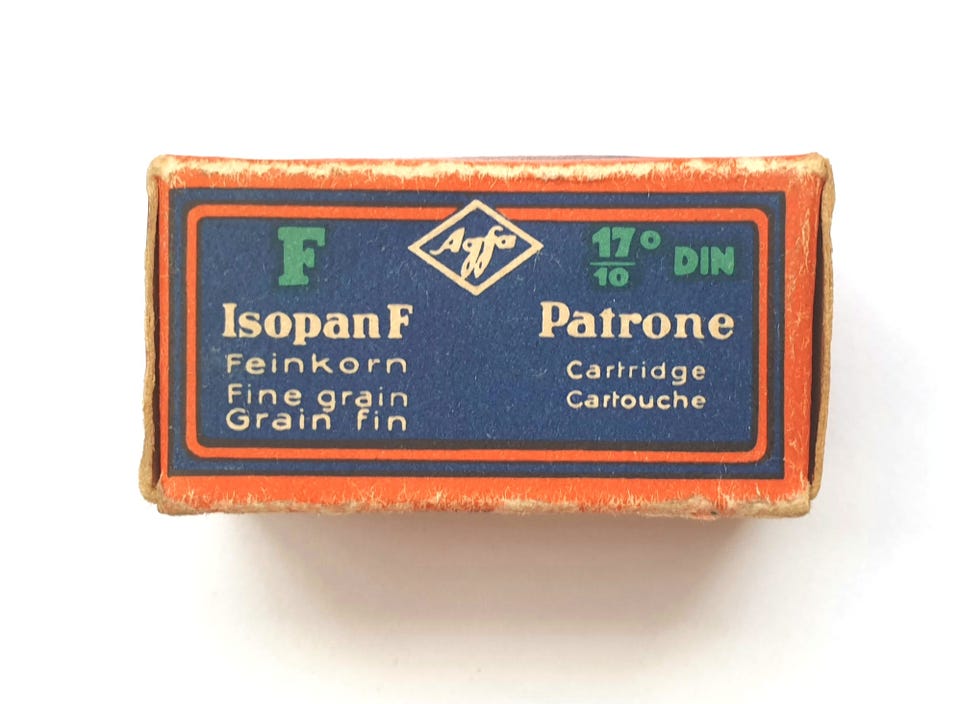 F
Agfa
17°/10 DIN
Isopan F
Feinkorn
Fine grain
Grain fin
Patrone
Cartridge
Cartouche